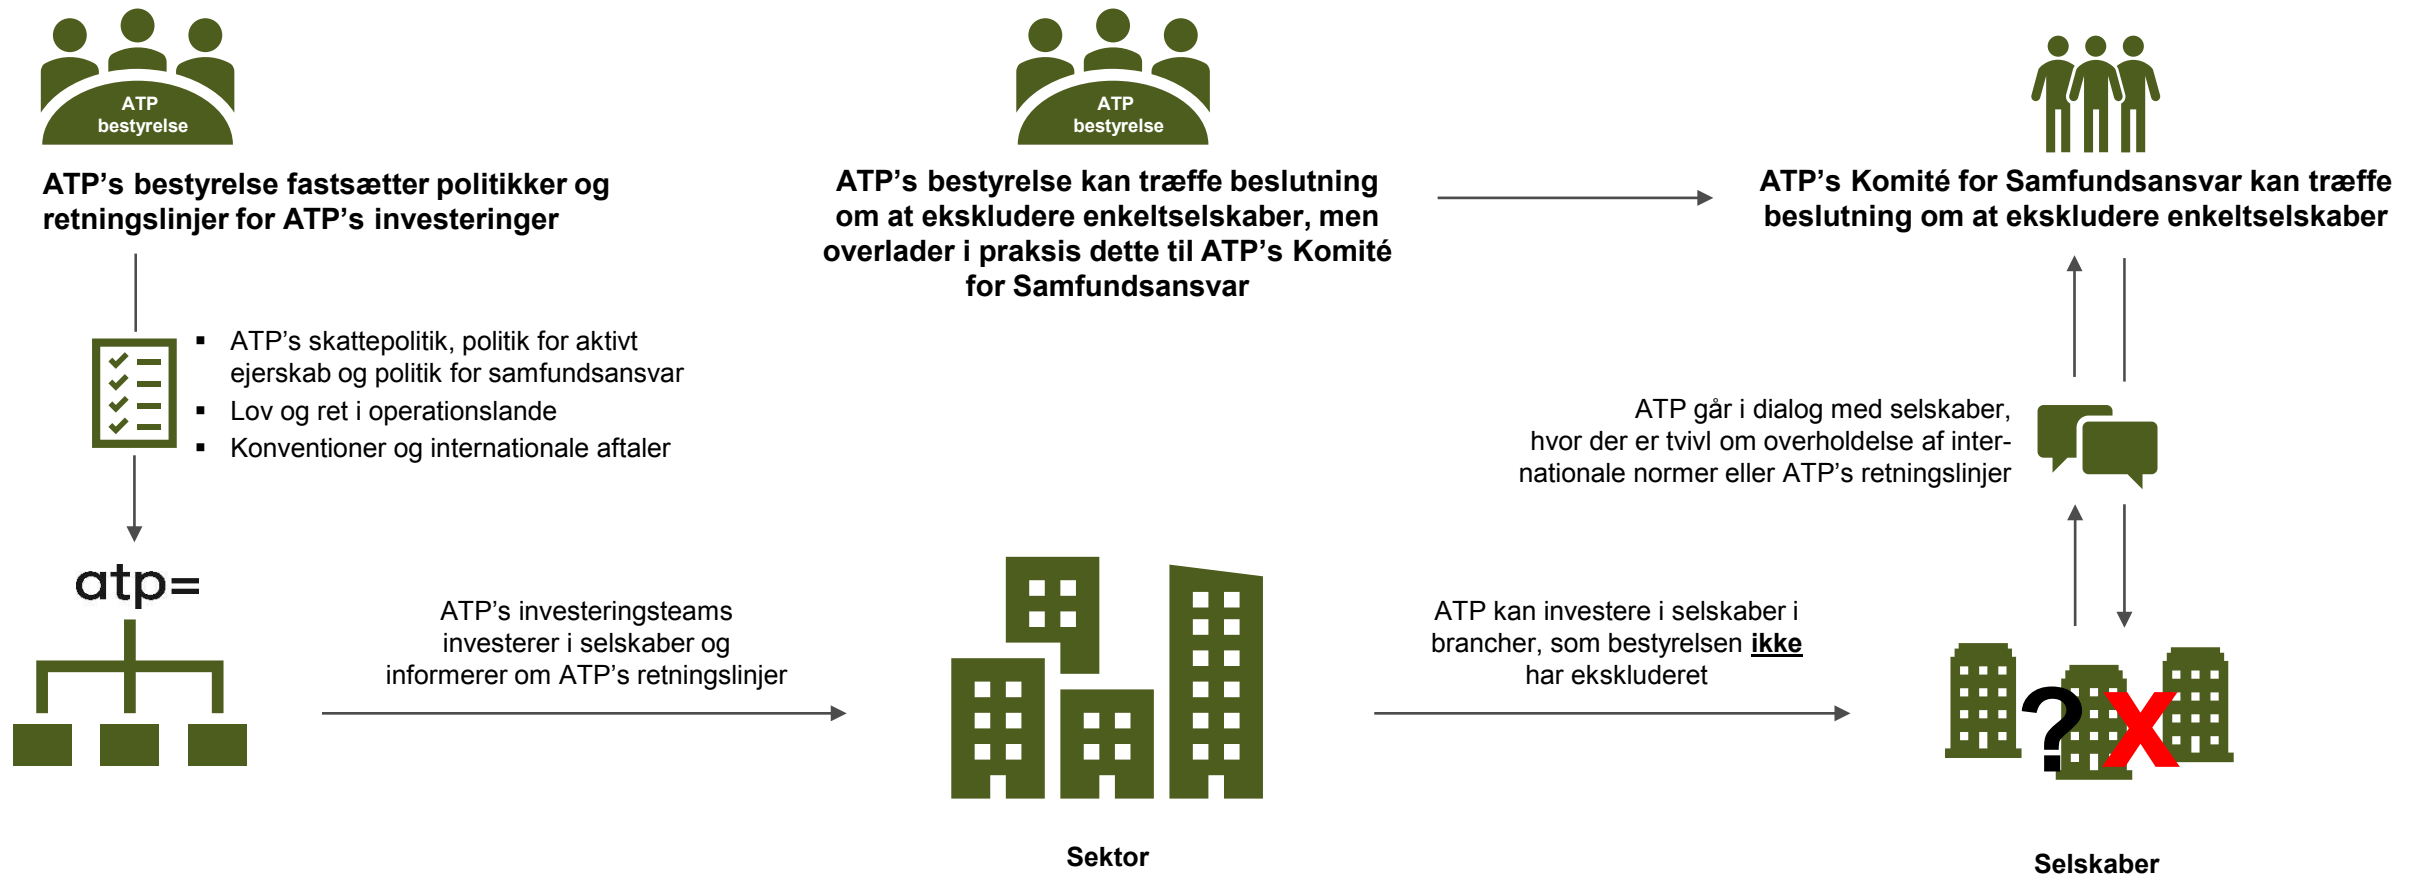 ATP
bestyrelse
ATP's bestyrelse fastsætter politikker og
retningslinjer for ATP's investeringer
▪ ATP's skattepolitik, politik for aktivt
ejerskab og politik for samfundsansvar
▪ Lov og ret i operationslande
▪ Konventioner og internationale aftaler
atp=
ATP's investeringsteams
investerer i selskaber og
informerer om ATP's retningslinjer
ATP
bestyrelse
ATP's bestyrelse kan træffe beslutning
om at ekskludere enkeltselskaber, men
overlader i praksis dette til ATP's Komité
for Samfundsansvar
Sektor
ATP's Komité for Samfundsansvar kan træffe
beslutning om at ekskludere enkeltselskaber
ATP går i dialog med selskaber,
hvor der er tvivl om overholdelse af inter-
nationale normer eller ATP's retningslinjer
ATP kan investere i selskaber i
brancher, som bestyrelsen ikke
har ekskluderet
? X
Selskaber